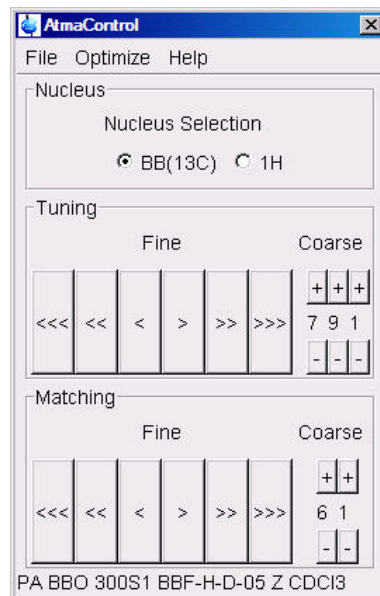 AtmaControl
File Optimize Help
Nucleus
Nucleus Selection
BB(13C) 1H
Tuning
Fine Coarse
+ + +
<<< << < > >> >>> 7 9 1
- - -
Matching
Fine Coarse
+ +
<<< << < > >> >>> 6 1
- -
PA BBO 300S1 BBF-H-D-05 Z CDCl3